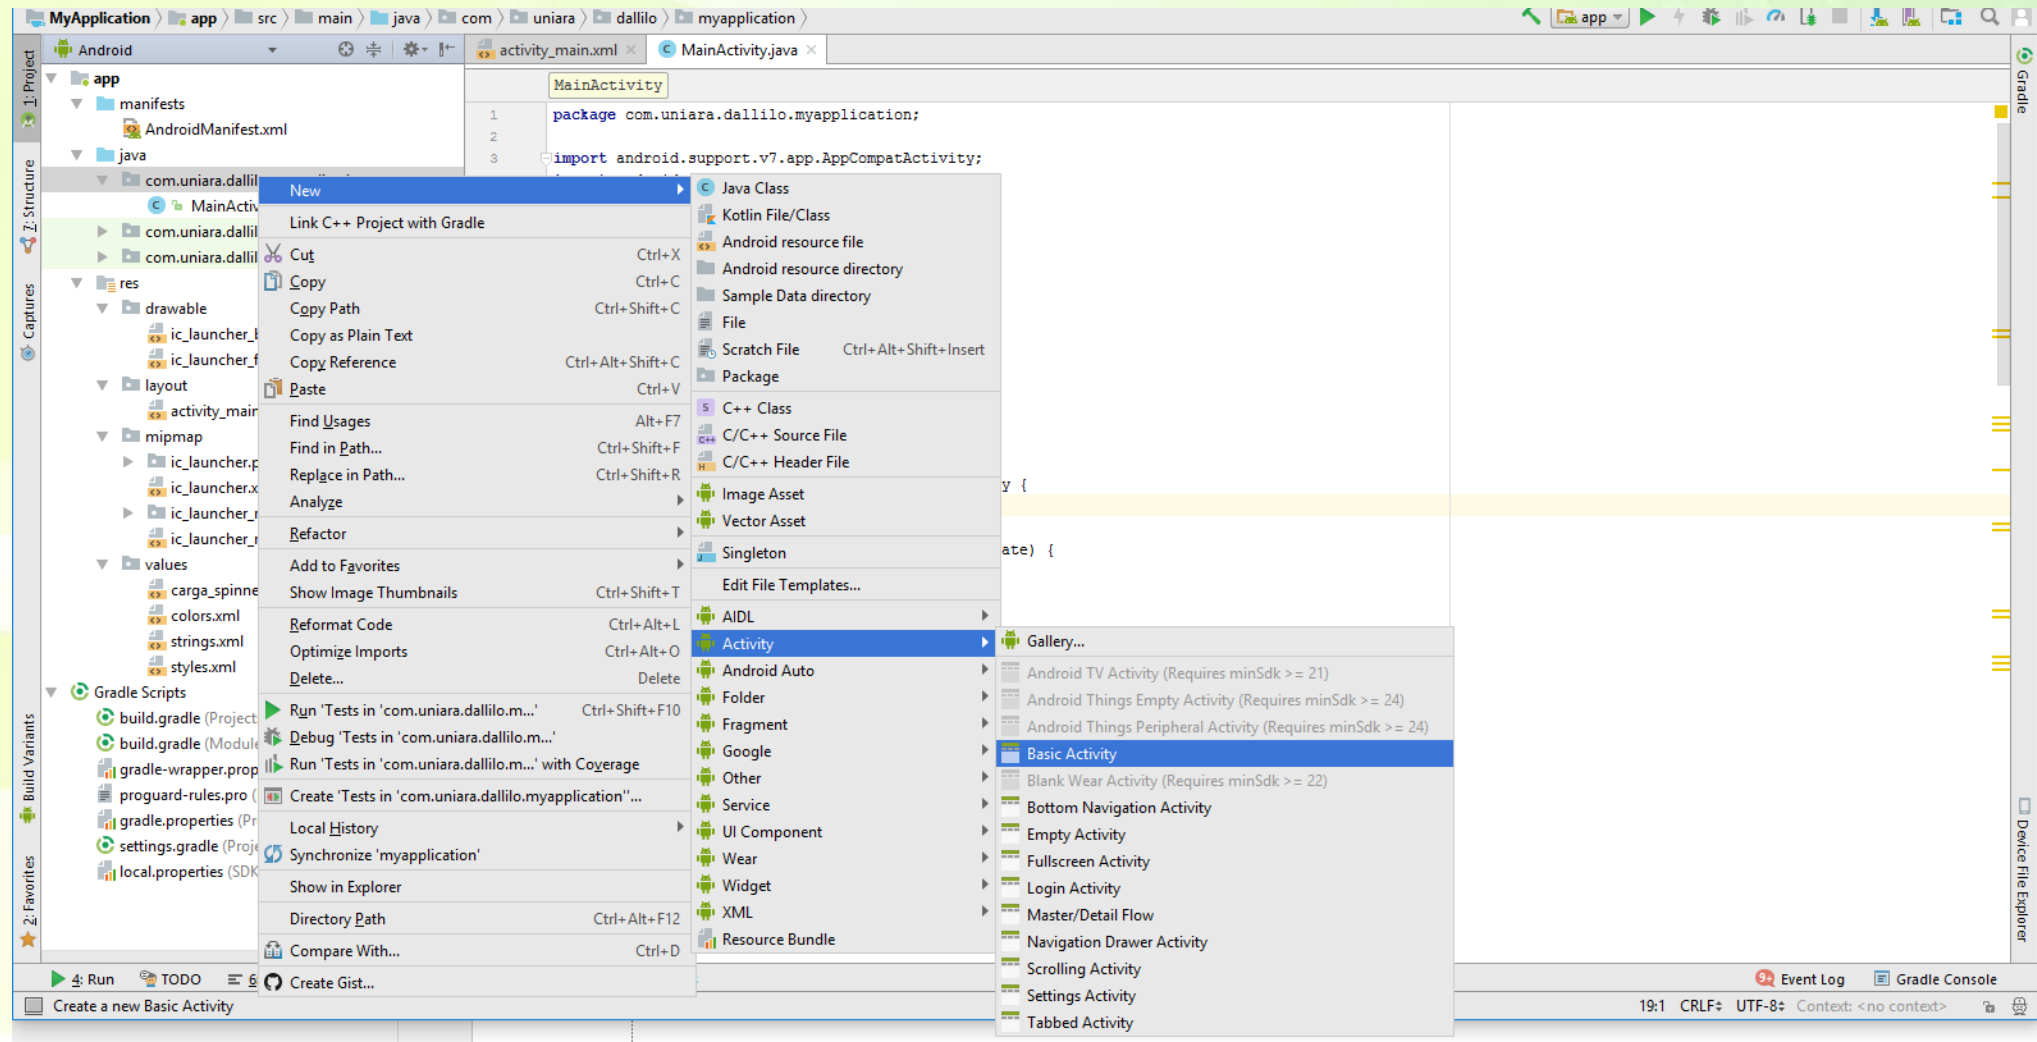 MyApplication app src main java com uniara dallilo myapplication
app
Android
activity_main.xml
MainActivity.java
1: Project
7: Structure
Captures
Build Variants
2: Favorites
Gradle
Device File Explorer
app
manifests
AndroidManifest.xml
java
com.uniara.dallil
MainActiv
com.uniara.dallil
com.uniara.dallil
res
drawable
ic_launcher_b
ic_launcher_f
layout
activity_main
mipmap
ic_launcher.p
ic_launcher.x
ic_launcher_r
ic_launcher_r
values
carga_spinne
colors.xml
strings.xml
styles.xml
Gradle Scripts
build.gradle (Project
build.gradle (Module
gradle-wrapper.prop
proguard-rules.pro (
gradle.properties (Pr
settings.gradle (Proje
local.properties (SDK
MainActivity
1 package com.uniara.dallilo.myapplication;
2
3 import android.support.v7.app.AppCompatActivity;
y {
ate) {
New
Link C++ Project with Gradle
Cut Ctrl+X
Copy Ctrl+C
Copy Path Ctrl+Shift+C
Copy as Plain Text
Copy Reference Ctrl+Alt+Shift+C
Paste Ctrl+V
Find Usages Alt+F7
Find in Path... Ctrl+Shift+F
Replace in Path... Ctrl+Shift+R
Analyze
Refactor
Add to Favorites
Show Image Thumbnails Ctrl+Shift+T
Reformat Code Ctrl+Alt+L
Optimize Imports Ctrl+Alt+O
Delete... Delete
Run 'Tests in 'com.uniara.dallilo.m...' Ctrl+Shift+F10
Debug 'Tests in 'com.uniara.dallilo.m...'
Run 'Tests in 'com.uniara.dallilo.m...' with Coverage
Create 'Tests in 'com.uniara.dallilo.myapplication''...
Local History
Synchronize 'myapplication'
Show in Explorer
Directory Path Ctrl+Alt+F12
Compare With... Ctrl+D
Create Gist...
Java Class
Kotlin File/Class
Android resource file
Android resource directory
Sample Data directory
File
Scratch File Ctrl+Alt+Shift+Insert
Package
C++ Class
C/C++ Source File
C/C++ Header File
Image Asset
Vector Asset
Singleton
Edit File Templates...
AIDL
Activity
Android Auto
Folder
Fragment
Google
Other
Service
UI Component
Wear
Widget
XML
Resource Bundle
Gallery...
Android TV Activity (Requires minSdk >= 21)
Android Things Empty Activity (Requires minSdk >= 24)
Android Things Peripheral Activity (Requires minSdk >= 24)
Basic Activity
Blank Wear Activity (Requires minSdk >= 22)
Bottom Navigation Activity
Empty Activity
Fullscreen Activity
Login Activity
Master/Detail Flow
Navigation Drawer Activity
Scrolling Activity
Settings Activity
Tabbed Activity
4: Run TODO 6
9+ Event Log Gradle Console
Create a new Basic Activity
19:1 CRLF UTF-8 Context: <no context>